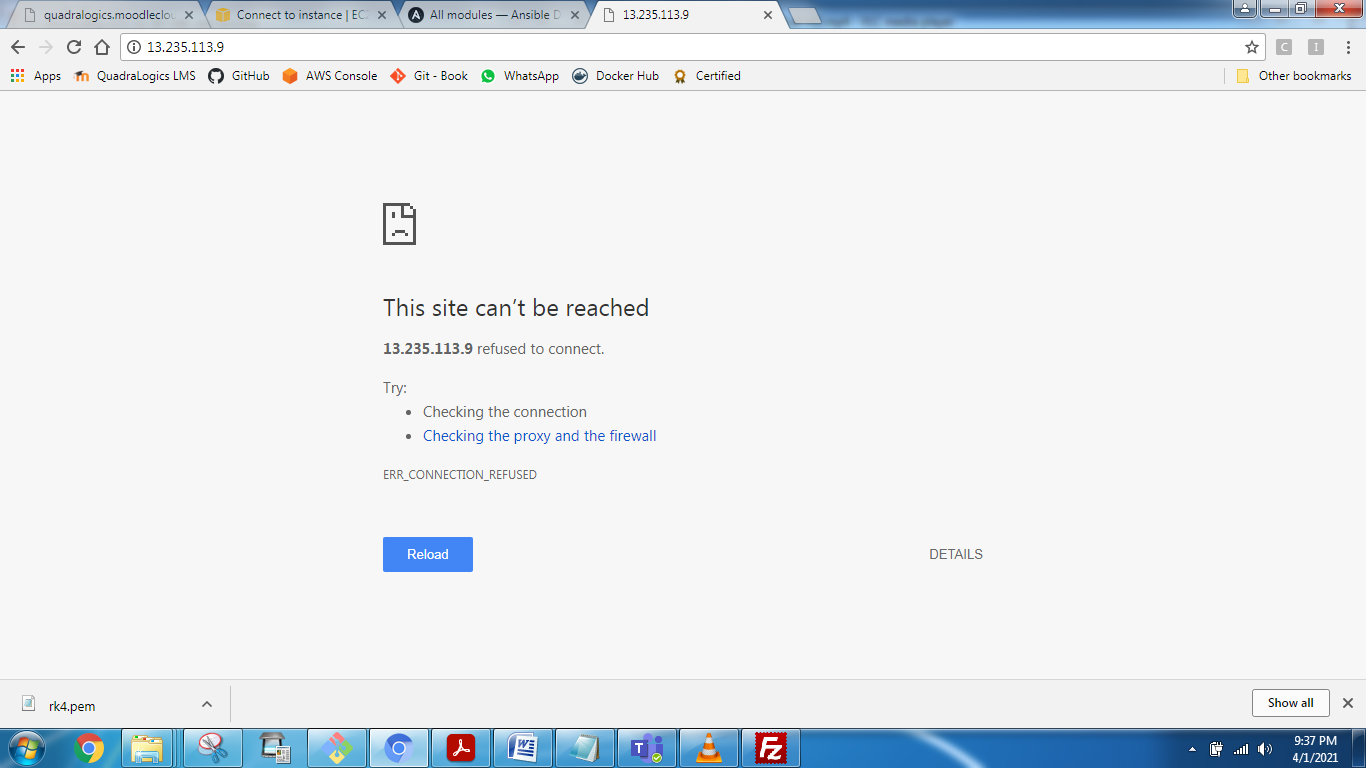 quadralogics.moodleclou
Connect to instance | EC2
All modules — Ansible D
13.235.113.9
13.235.113.9
C
I
Apps
QuadraLogics LMS
GitHub
AWS Console
Git - Book
WhatsApp
Docker Hub
Certified
Other bookmarks
This site can't be reached
13.235.113.9 refused to connect.
Try:
• Checking the connection
• Checking the proxy and the firewall
ERR_CONNECTION_REFUSED
Reload
DETAILS
rk4.pem
Show all
9:37 PM
4/1/2021